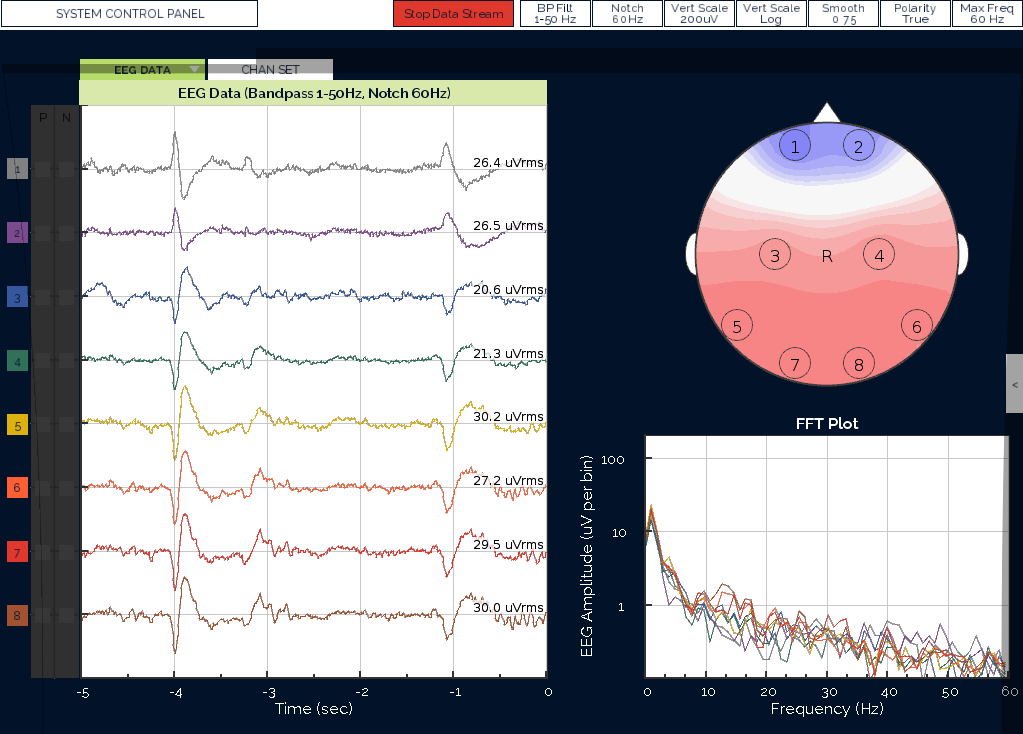 SYSTEM CONTROL PANEL
Stop Data Stream
BP Filt
1-50 Hz
Notch
60Hz
Vert Scale
200uV
Vert Scale
Log
Smooth
0.75
Polarity
True
Max Freq
60 Hz
EEG DATA
CHAN SET
EEG Data (Bandpass 1-50Hz, Notch 60Hz)
P N
1
26.4 uVrms
2
26.5 uVrms
3
20.6 uVrms
4
21.3 uVrms
5
30.2 uVrms
6
27.2 uVrms
7
29.5 uVrms
8
30.0 uVrms
-5 -4 -3 -2 -1 0
Time (sec)
1 2
3 R 4
5 6
7 8
<
FFT Plot
EEG Amplitude (uV per bin)
100
10
1
0 10 20 30 40 50 60
Frequency (Hz)